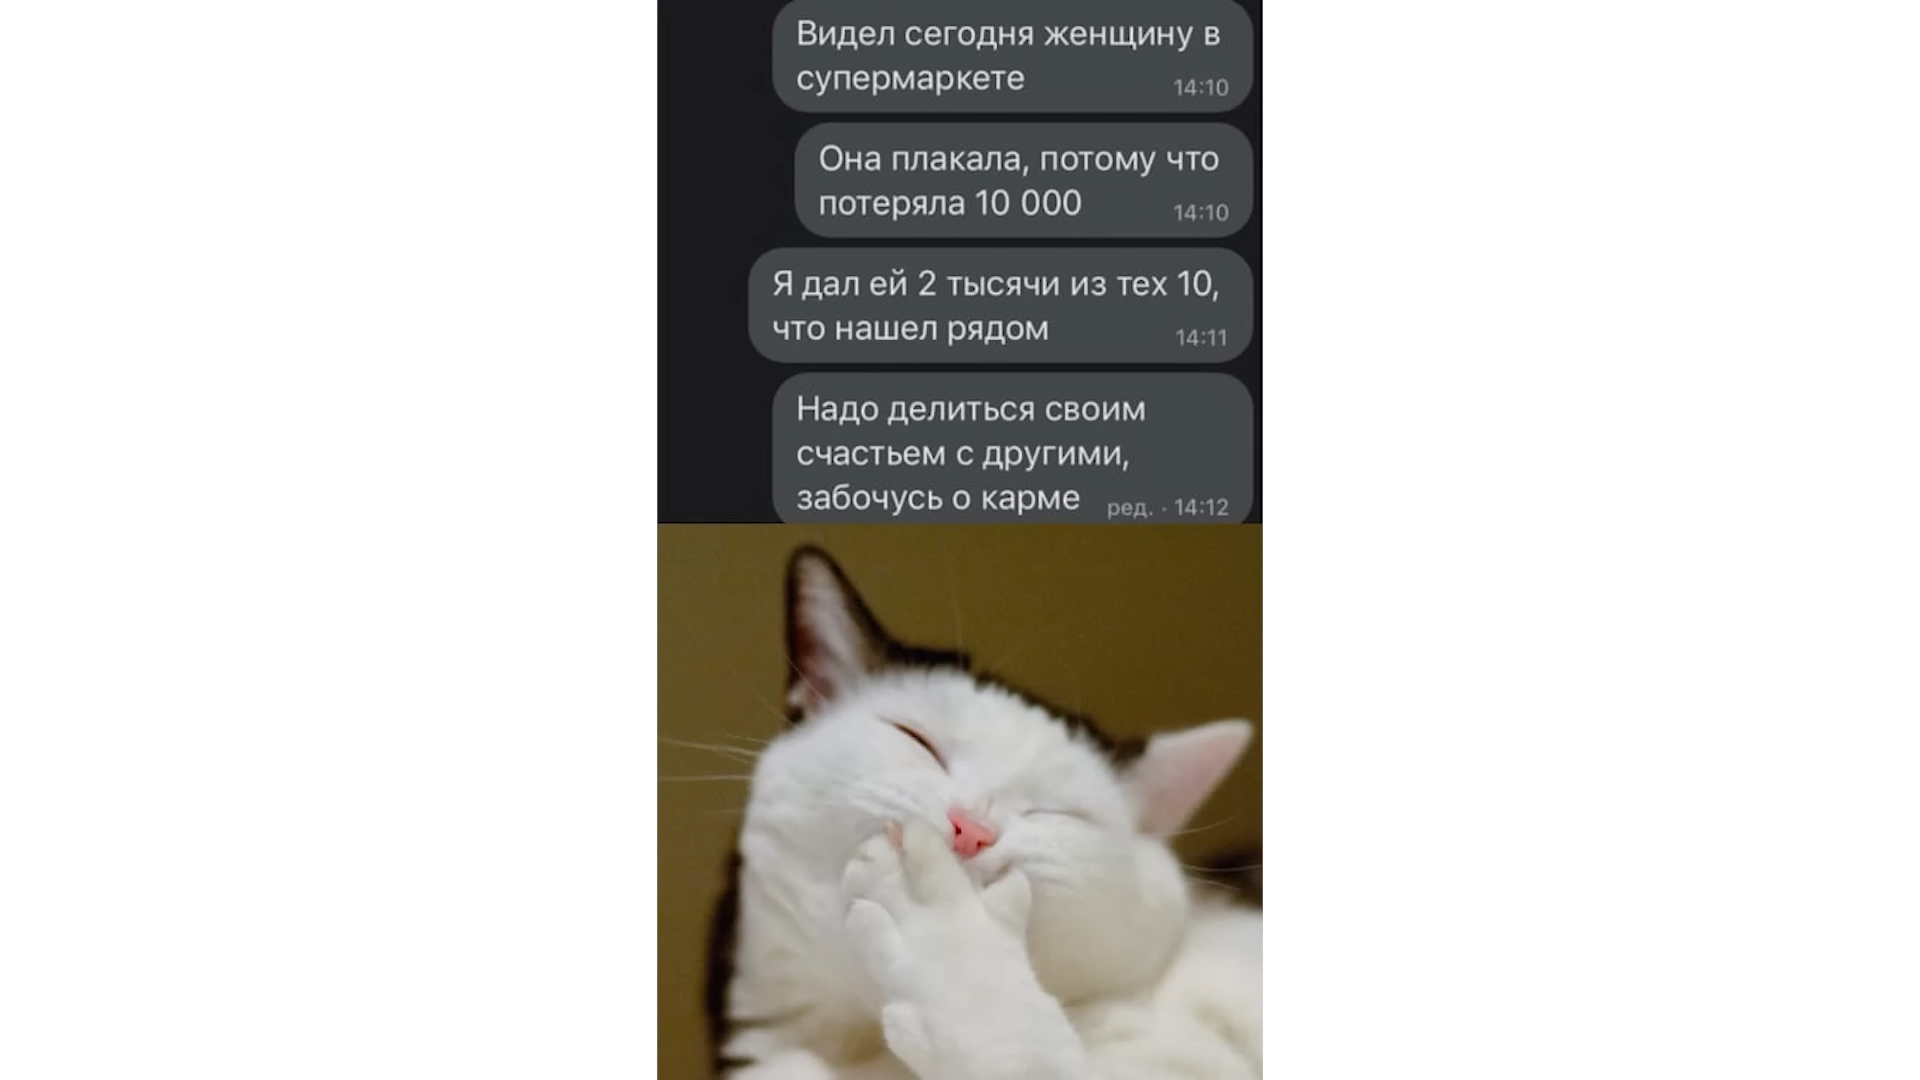 Видел сегодня женщину в
супермаркете
14:10
Она плакала, потому что
потеряла 10 000
14:10
Я дал ей 2 тысячи из тех 10,
что нашел рядом
14:11
Надо делиться своим
счастьем с другими,
забочусь о карме
ред. · 14:12